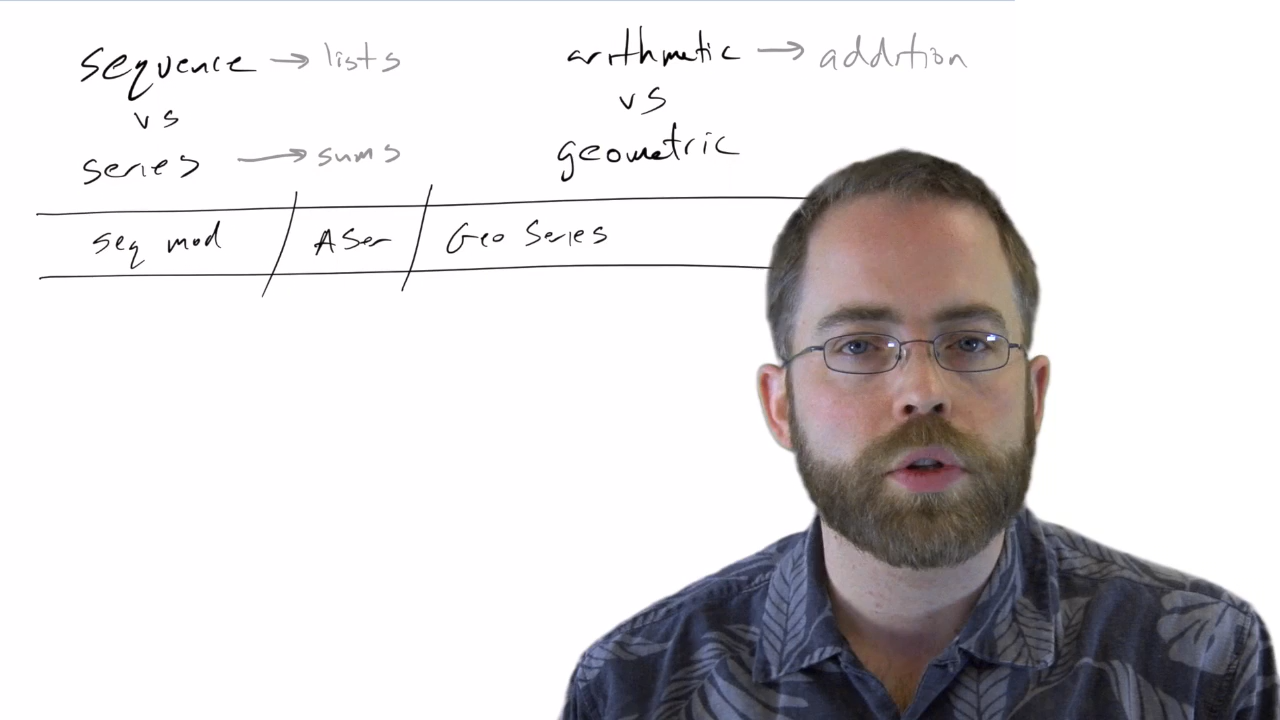 sequence → lists
vs
series → sums
arithmetic → addition
vs
geometric
seq mod
A Ser
Geo Series